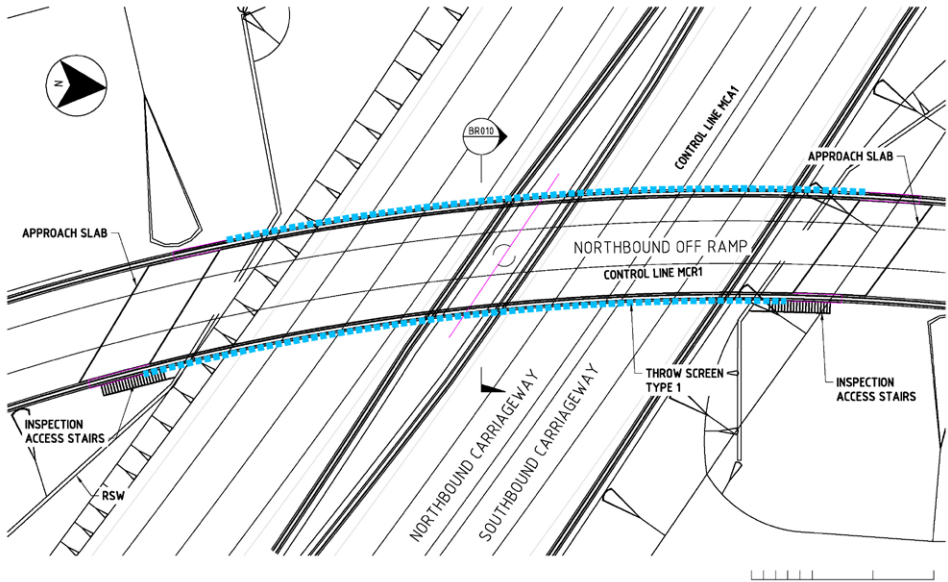 N
BR010
CONTROL LINE MCA1
APPROACH SLAB
APPROACH SLAB
NORTHBOUND OFF RAMP
CONTROL LINE MCR1
THROW SCREEN
TYPE 1
INSPECTION
ACCESS STAIRS
INSPECTION
ACCESS STAIRS
RSW
NORTHBOUND CARRIAGEWAY
SOUTHBOUND CARRIAGEWAY